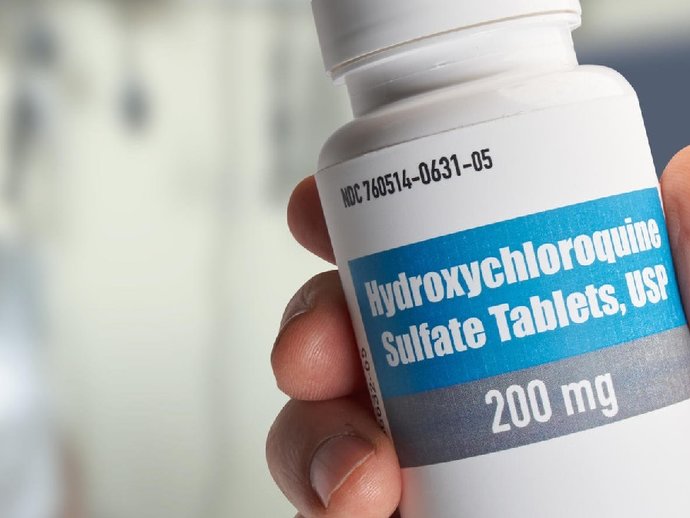 NDC 760514-0631-05
Hydroxychloroquine
Sulfate Tablets, USP
200 mg